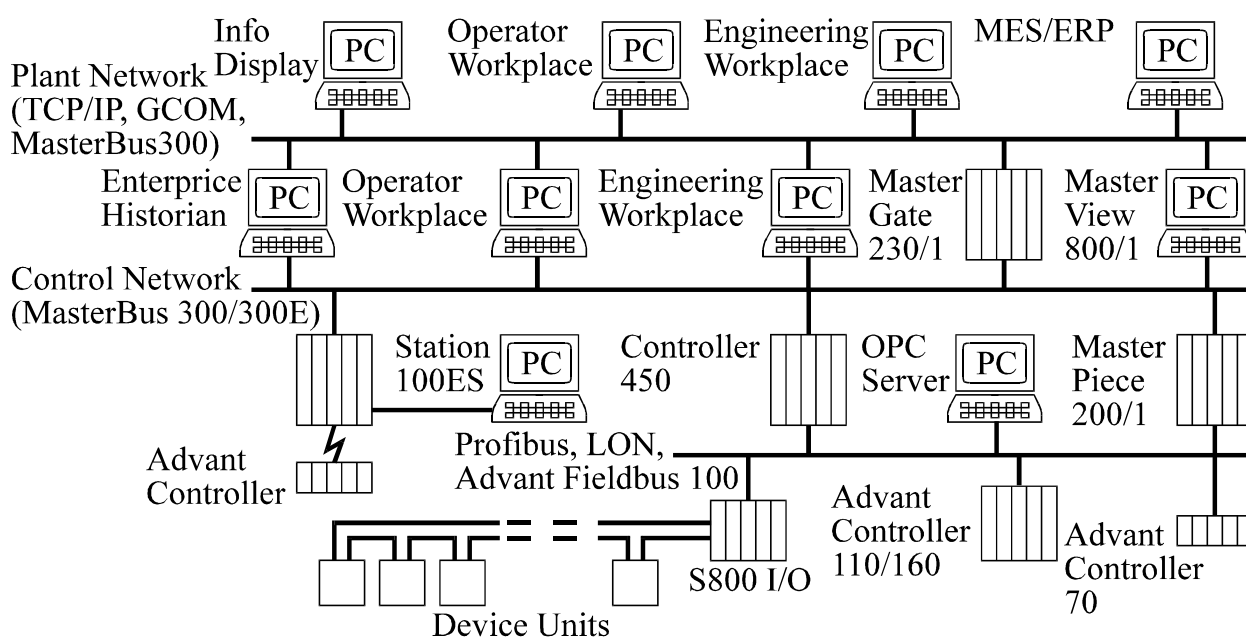 Info
Display
PC
Operator
Workplace
PC
Engineering
Workplace
PC
MES/ERP
PC
Plant Network
(TCP/IP, GCOM,
MasterBus300)
Enterprice
Historian
PC
Operator
Workplace
PC
Engineering
Workplace
PC
Master
Gate
230/1
Master
View
800/1
PC
Control Network
(MasterBus 300/300E)
Station
100ES
PC
Controller
450
OPC
Server
PC
Master
Piece
200/1
Advant
Controller
Profibus, LON,
Advant Fieldbus 100
Advant
Controller
110/160
Advant
Controller
70
S800 I/O
Device Units